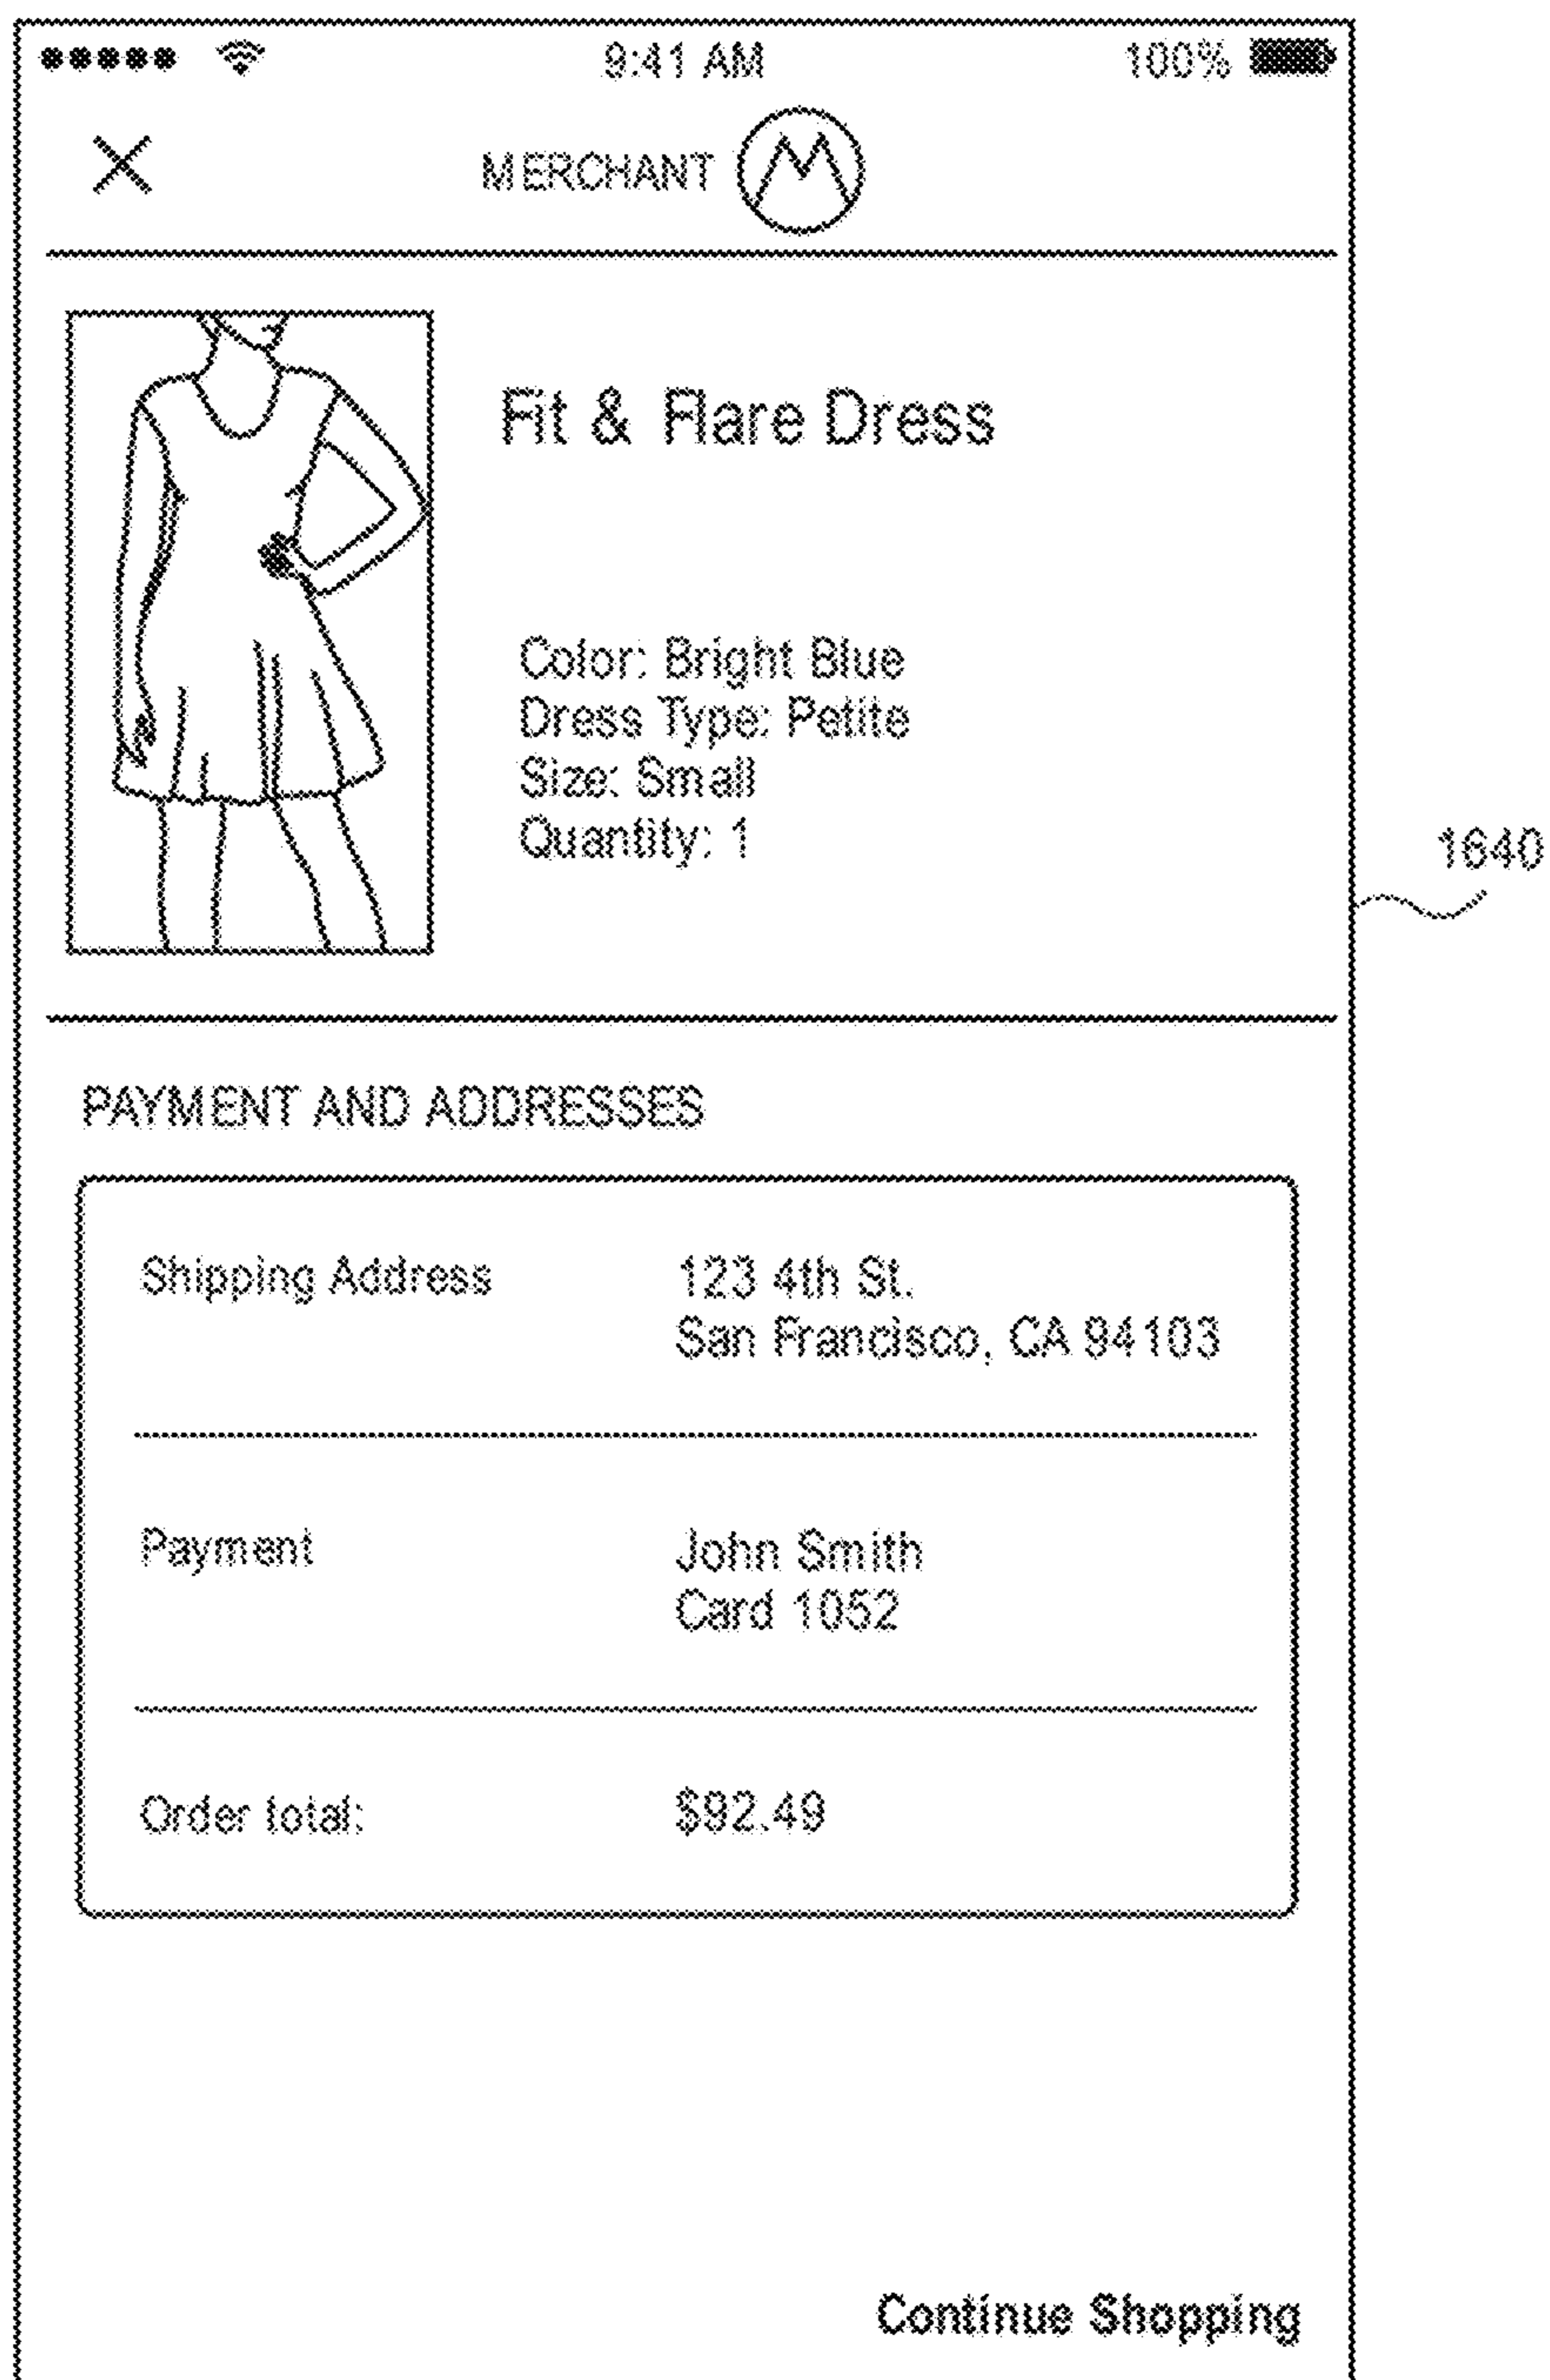 9:41 AM 100%
MERCHANT
Fit & Flare Dress
Color: Bright Blue
Dress Type: Petite
Size: Small
Quantity: 1
1640
PAYMENT AND ADDRESSES
Shipping Address 123 4th St.
San Francisco, CA 94103
Payment John Smith
Card 1052
Order total: $92.49
Continue Shopping